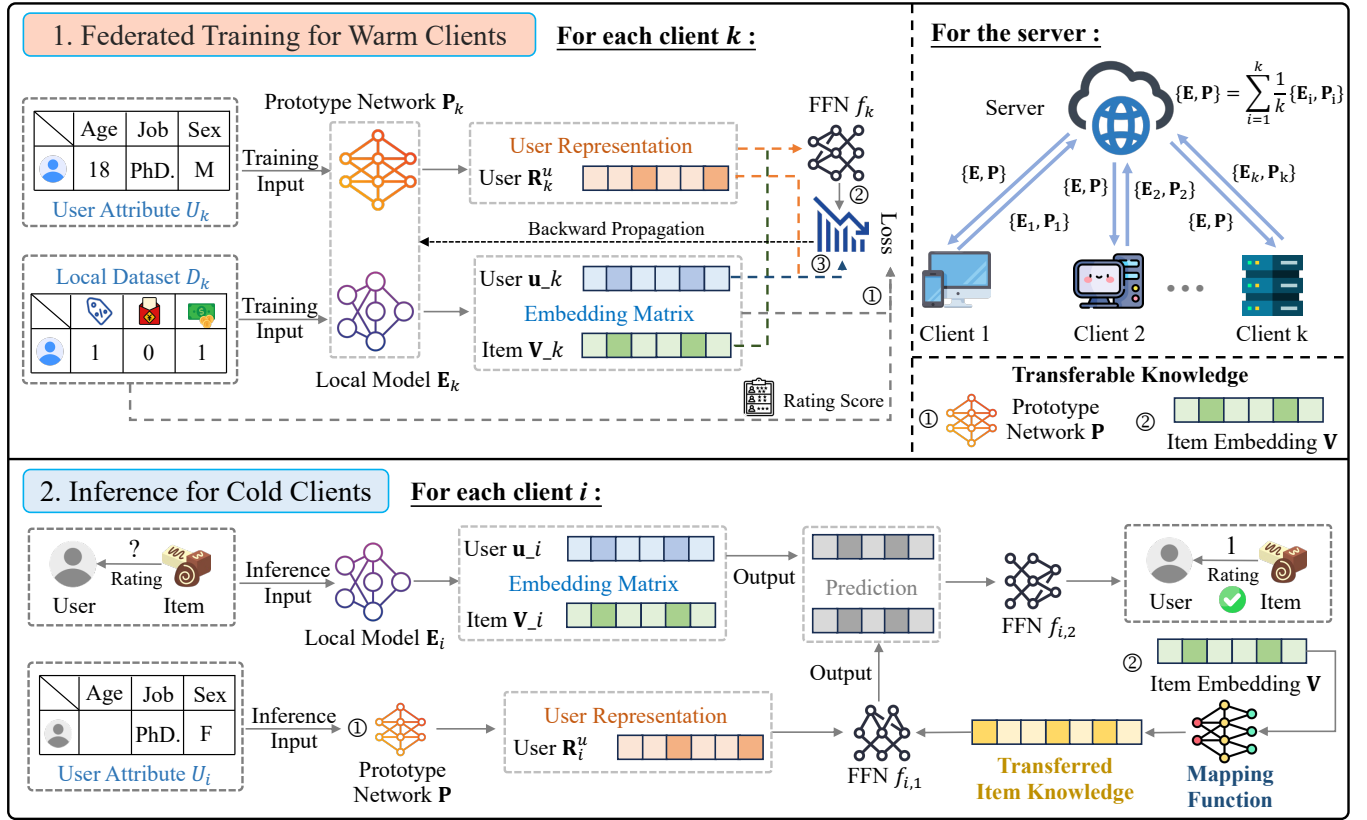 1. Federated Training for Warm Clients
For each client k :
Age Job Sex
18 PhD. M
User Attribute U_k
Training
Input
Prototype Network P_k
User Representation
User R_k^u
FFN f_k
②
Backward Propagation
③
Loss
①
Local Dataset D_k
1 0 1
Training
Input
Local Model E_k
User u_k
Embedding Matrix
Item V_k
Rating Score
For the server :
Server
{E, P} = ∑_{i=1}^{k} 1/k {E_i, P_i}
{E, P}
{E_1, P_1}
{E, P}
{E_2, P_2}
{E_k, P_k}
{E, P}
Client 1
Client 2
Client k
Transferable Knowledge
①
Prototype
Network P
②
Item Embedding V
2. Inference for Cold Clients
For each client i :
?
Rating
User
Item
Inference
Input
Local Model E_i
User u_i
Embedding Matrix
Item V_i
Output
Prediction
FFN f_{i,2}
1
Rating
User
Item
Age Job Sex
PhD. F
User Attribute U_i
Inference
Input
①
Prototype
Network P
User Representation
User R_i^u
Output
FFN f_{i,1}
Transferred
Item Knowledge
②
Item Embedding V
Mapping
Function